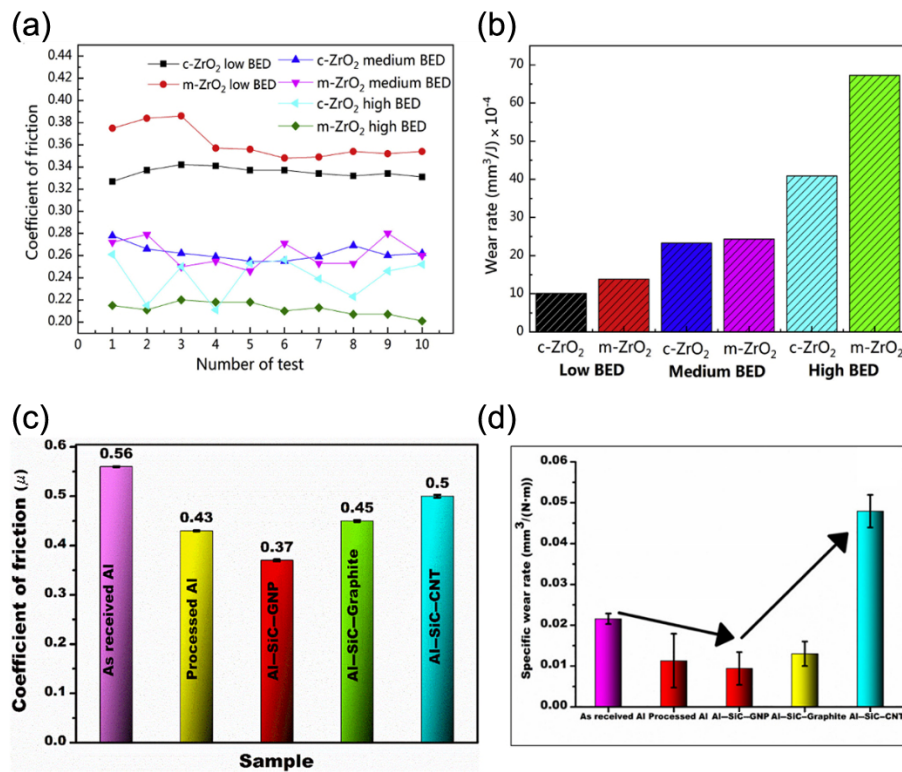 (a)
Coefficient of friction
0.44
0.42
0.40
0.38
0.36
0.34
0.32
0.30
0.28
0.26
0.24
0.22
0.20
c-ZrO₂ low BED
m-ZrO₂ low BED
c-ZrO₂ medium BED
m-ZrO₂ medium BED
c-ZrO₂ high BED
m-ZrO₂ high BED
0 1 2 3 4 5 6 7 8 9 10
Number of test
(b)
Wear rate (mm³/J) × 10⁻⁴
70
60
50
40
30
20
10
0
c-ZrO₂ m-ZrO₂ c-ZrO₂ m-ZrO₂ c-ZrO₂ m-ZrO₂
Low BED Medium BED High BED
(c)
Coefficient of friction (μ)
0.6
0.5
0.4
0.3
0.2
0.1
0.0
0.56
0.43
0.37
0.45
0.5
As received Al
Processed Al
Al–SiC–GNP
Al–SiC–Graphite
Al–SiC–CNT
Sample
(d)
Specific wear rate (mm³/(N·m))
0.06
0.05
0.04
0.03
0.02
0.01
0.00
As received Al Processed Al Al–SiC–GNP Al–SiC–Graphite Al–SiC–CNT